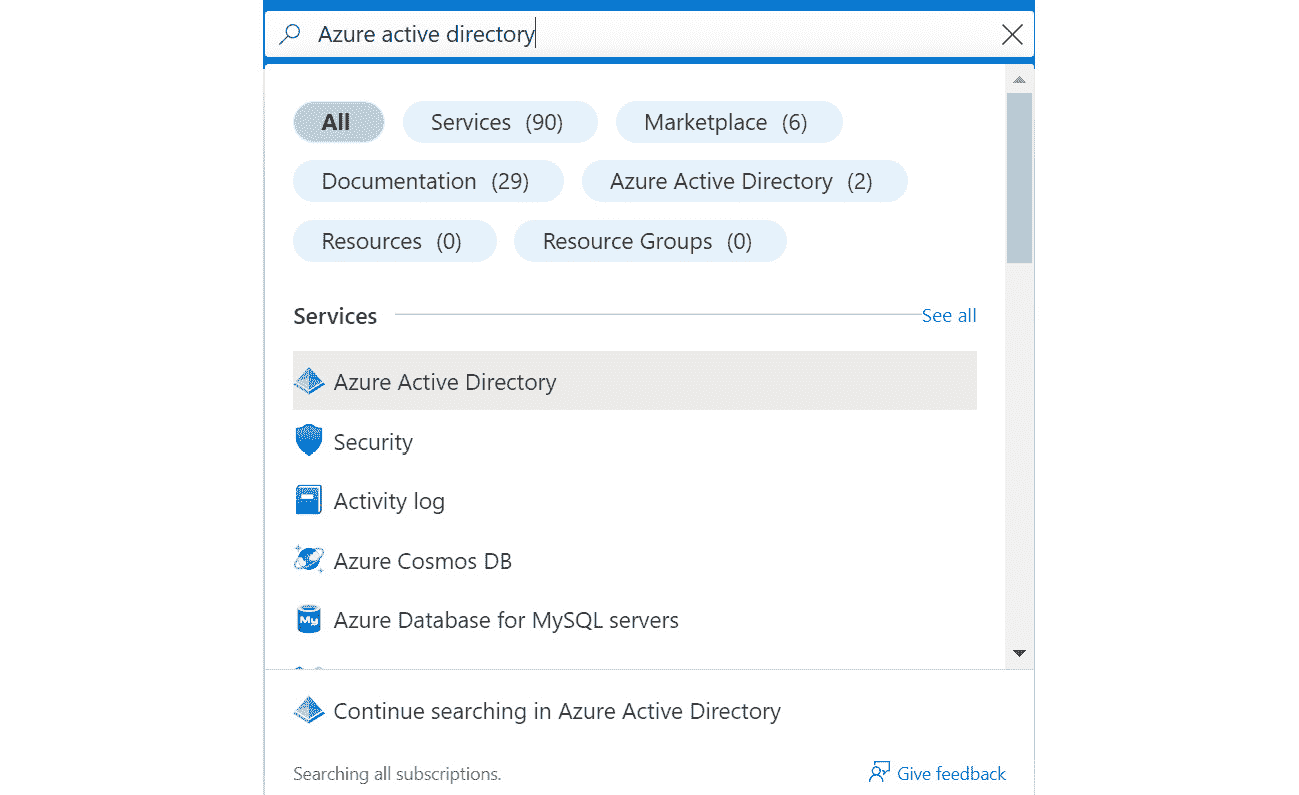 Azure active directory
All Services (90) Marketplace (6)
Documentation (29) Azure Active Directory (2)
Resources (0) Resource Groups (0)
Services See all
Azure Active Directory
Security
Activity log
Azure Cosmos DB
My Azure Database for MySQL servers
Continue searching in Azure Active Directory
Searching all subscriptions. Give feedback